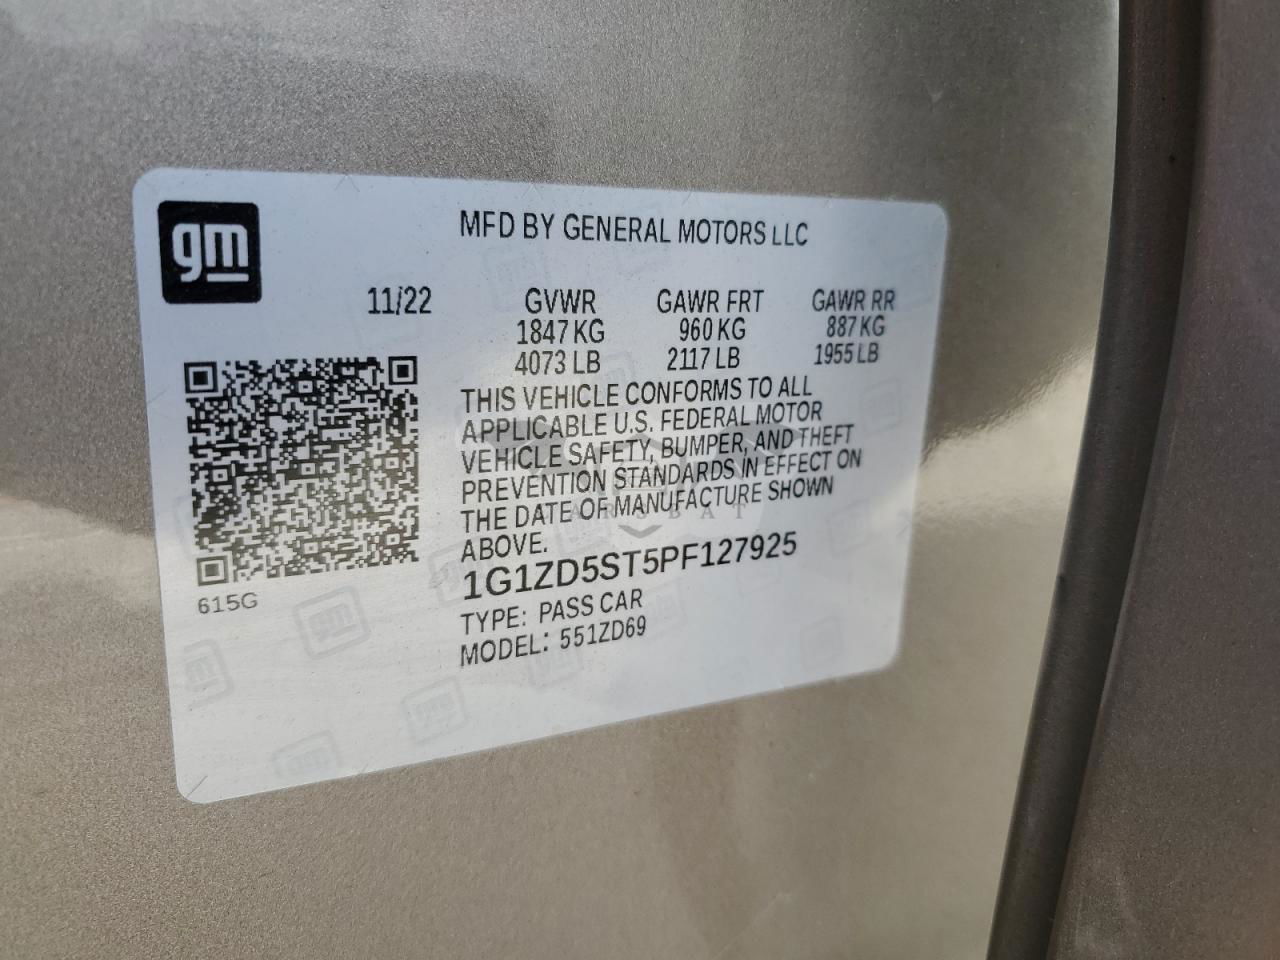 gm
MFD BY GENERAL MOTORS LLC
11/22 GVWR GAWR FRT GAWR RR
1847 KG 960 KG 887 KG
4073 LB 2117 LB 1955 LB
THIS VEHICLE CONFORMS TO ALL
APPLICABLE U.S. FEDERAL MOTOR
VEHICLE SAFETY, BUMPER, AND THEFT
PREVENTION STANDARDS IN EFFECT ON
THE DATE OF MANUFACTURE SHOWN
ABOVE.
1G1ZD5ST5PF127925
TYPE: PASS CAR
MODEL: 551ZD69
615G